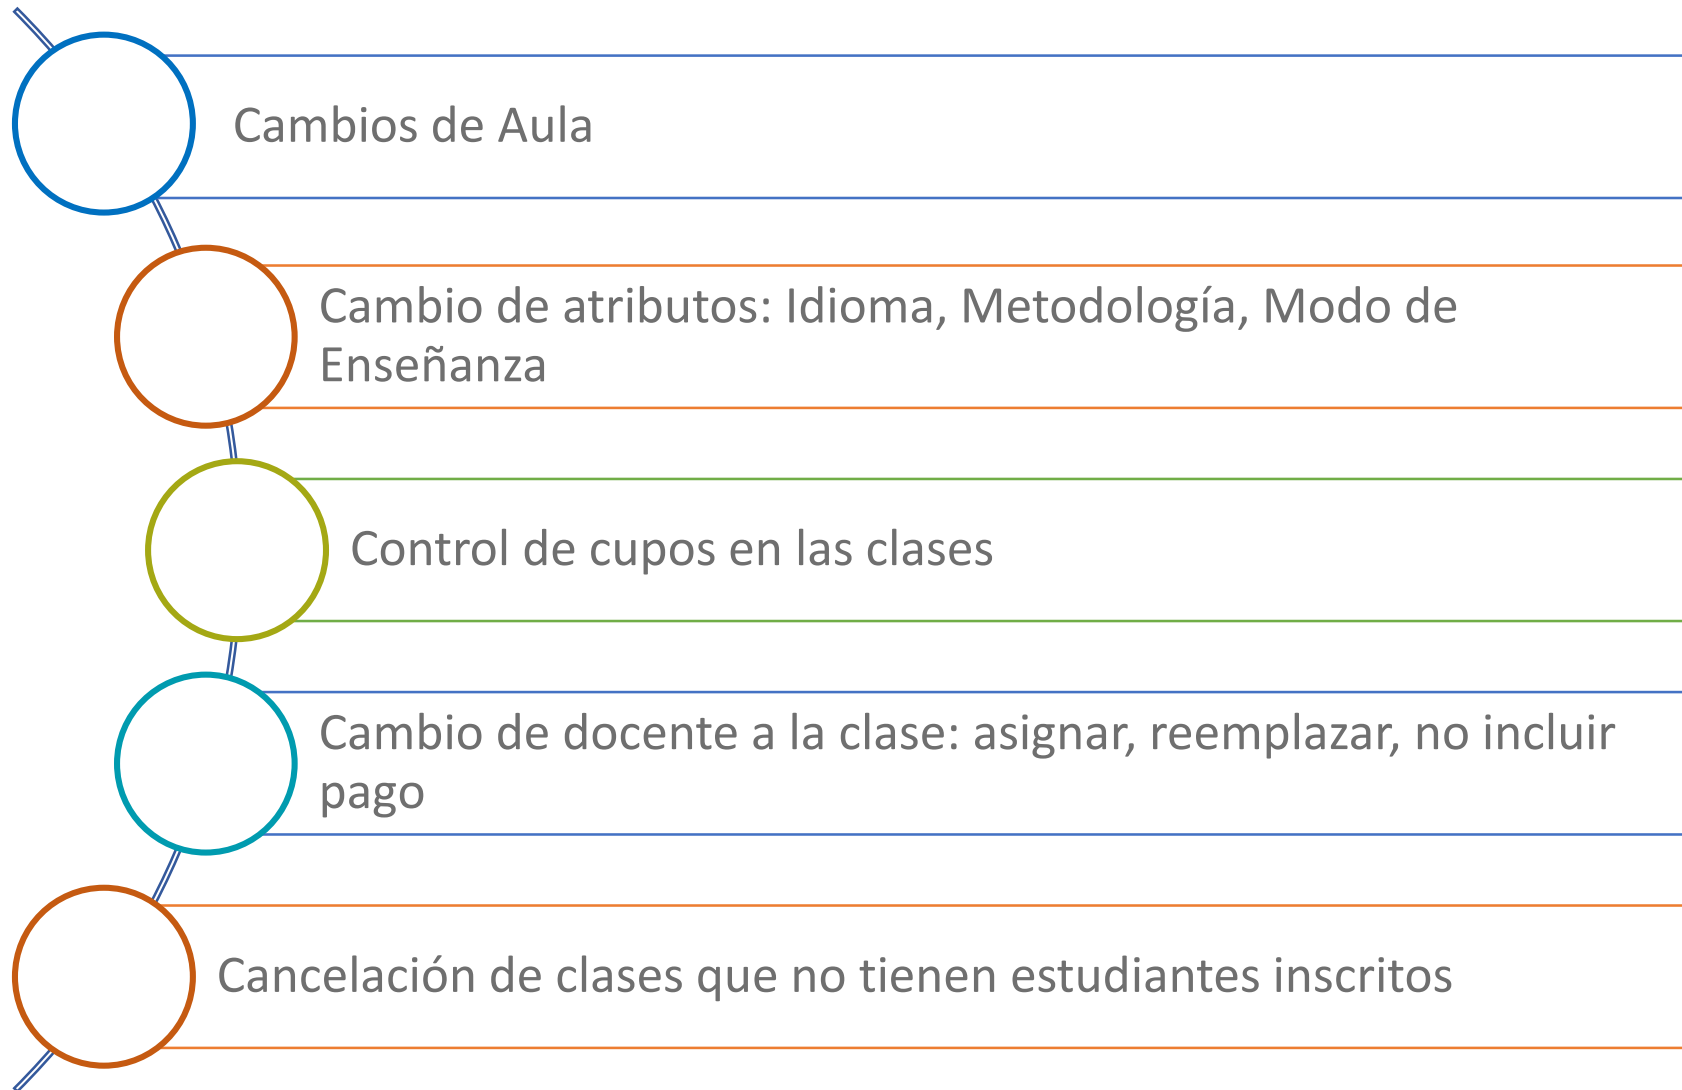 Cambios de Aula
Cambio de atributos: Idioma, Metodología, Modo de
Enseñanza
Control de cupos en las clases
Cambio de docente a la clase: asignar, reemplazar, no incluir
pago
Cancelación de clases que no tienen estudiantes inscritos